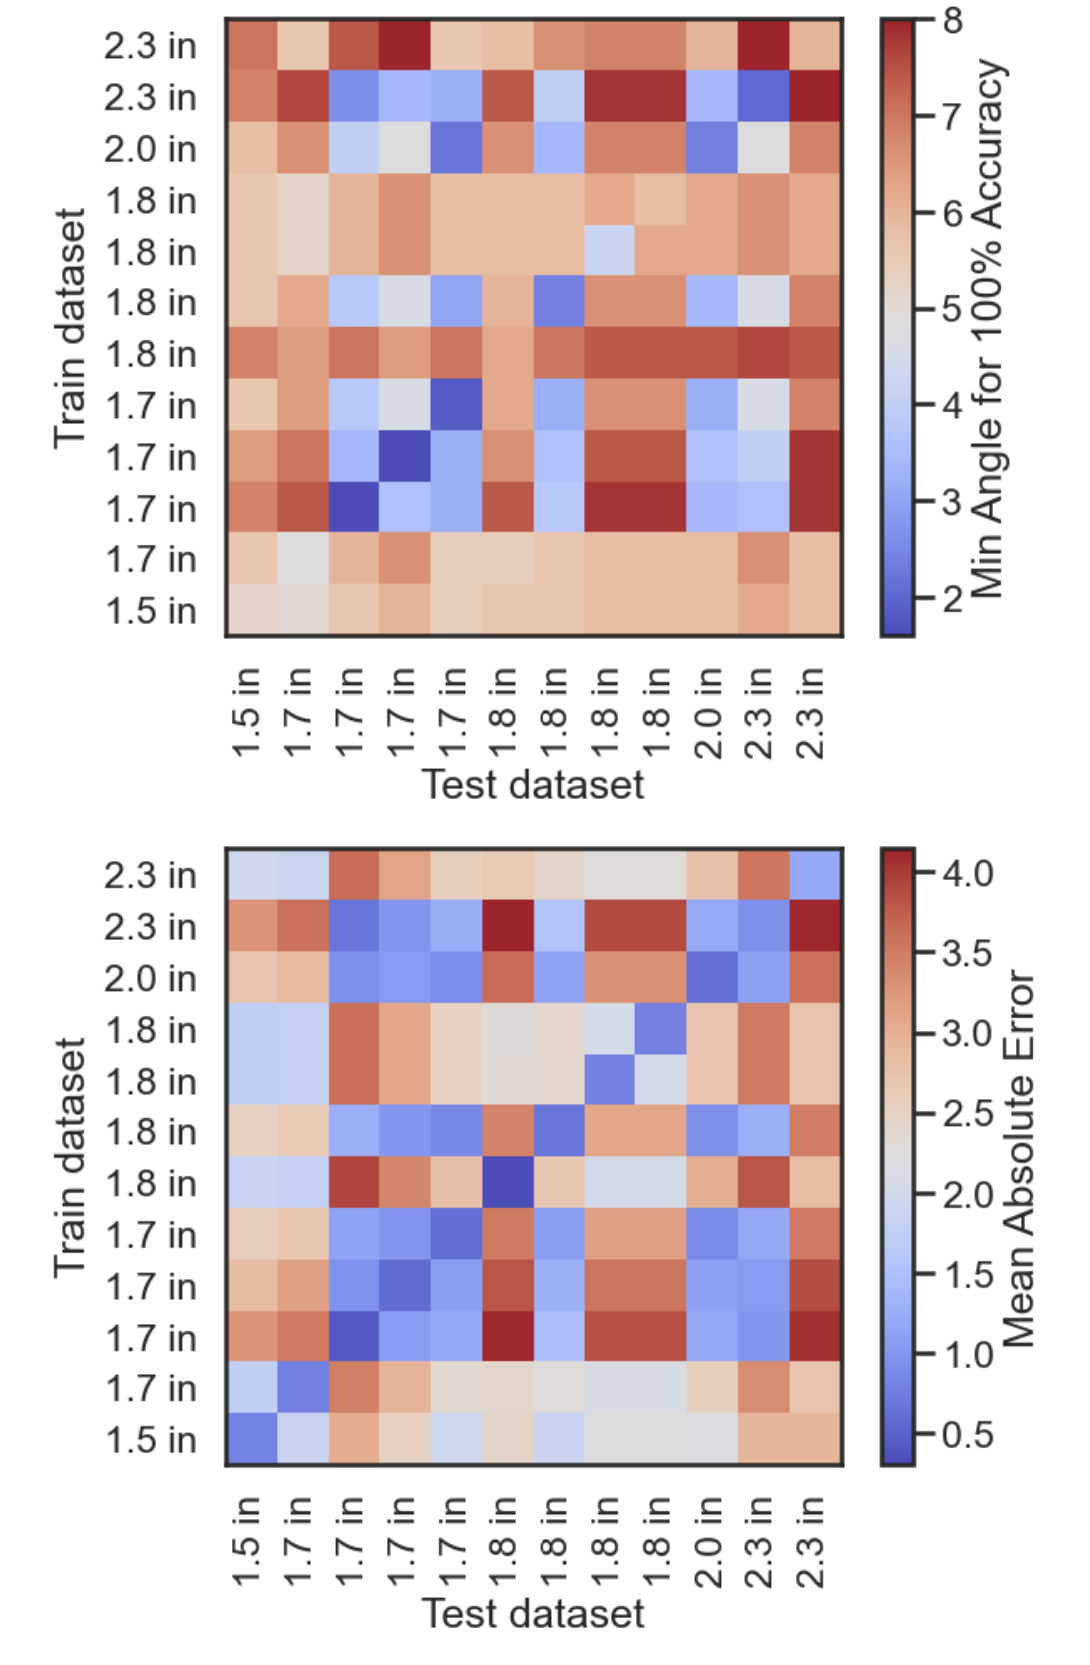 2.3 in
2.3 in
2.0 in
1.8 in
1.8 in
1.8 in
1.8 in
1.7 in
1.7 in
1.7 in
1.7 in
1.5 in
Train dataset
1.5 in
1.7 in
1.7 in
1.7 in
1.7 in
1.8 in
1.8 in
1.8 in
1.8 in
2.0 in
2.3 in
2.3 in
Test dataset
8
7
6
5
4
3
2
Min Angle for 100% Accuracy
2.3 in
2.3 in
2.0 in
1.8 in
1.8 in
1.8 in
1.8 in
1.7 in
1.7 in
1.7 in
1.7 in
1.5 in
Train dataset
1.5 in
1.7 in
1.7 in
1.7 in
1.7 in
1.8 in
1.8 in
1.8 in
1.8 in
2.0 in
2.3 in
2.3 in
Test dataset
4.0
3.5
3.0
2.5
2.0
1.5
1.0
0.5
Mean Absolute Error